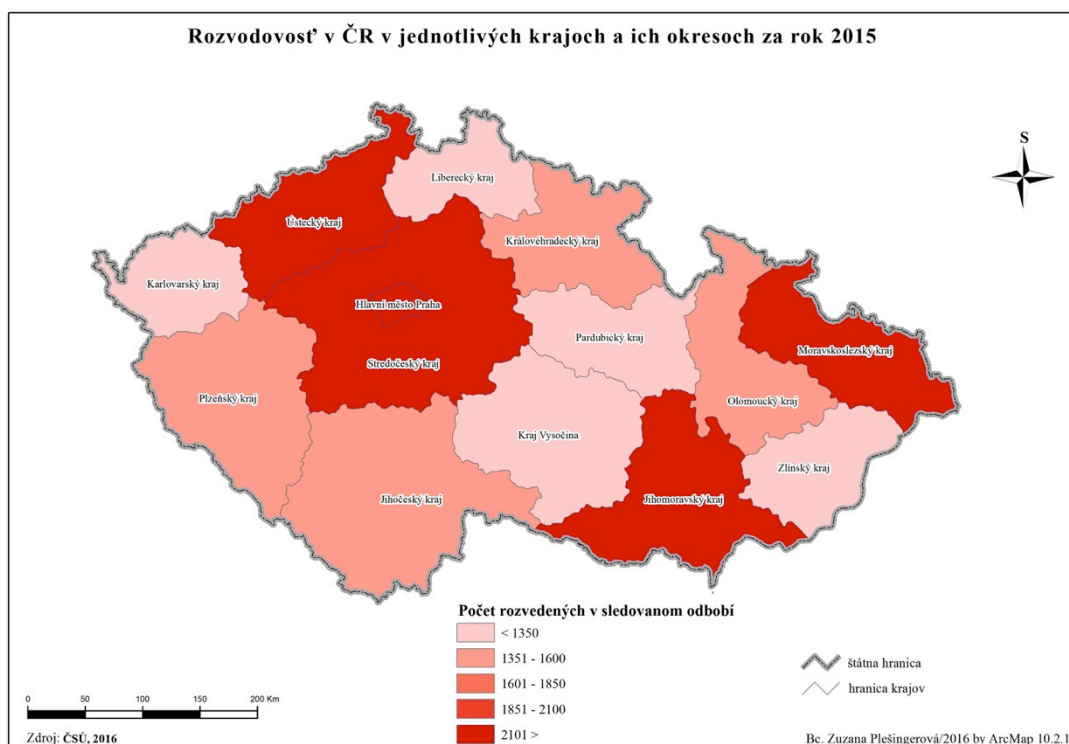 Rozvodovosť v ČR v jednotlivých krajoch a ich okresoch za rok 2015
S
Liberecký kraj
Ústecký kraj
Královéhradecký kraj
Karlovarský kraj
Hlavní město Praha
Pardubický kraj
Moravskoslezský kraj
Stredočeský kraj
Plzeňský kraj
Olomoucký kraj
Kraj Vysočina
Zlínský kraj
Jihočeský kraj
Jihomoravský kraj
Počet rozvedených v sledovanom odbobí
< 1350
1351 - 1600
1601 - 1850
1851 - 2100
2101 >
štátna hranica
hranica krajov
0 50 100 150 200 Km
Zdroj: ČSÚ, 2016
Bc. Zuzana Plešingerová/2016 by ArcMap 10.2.1